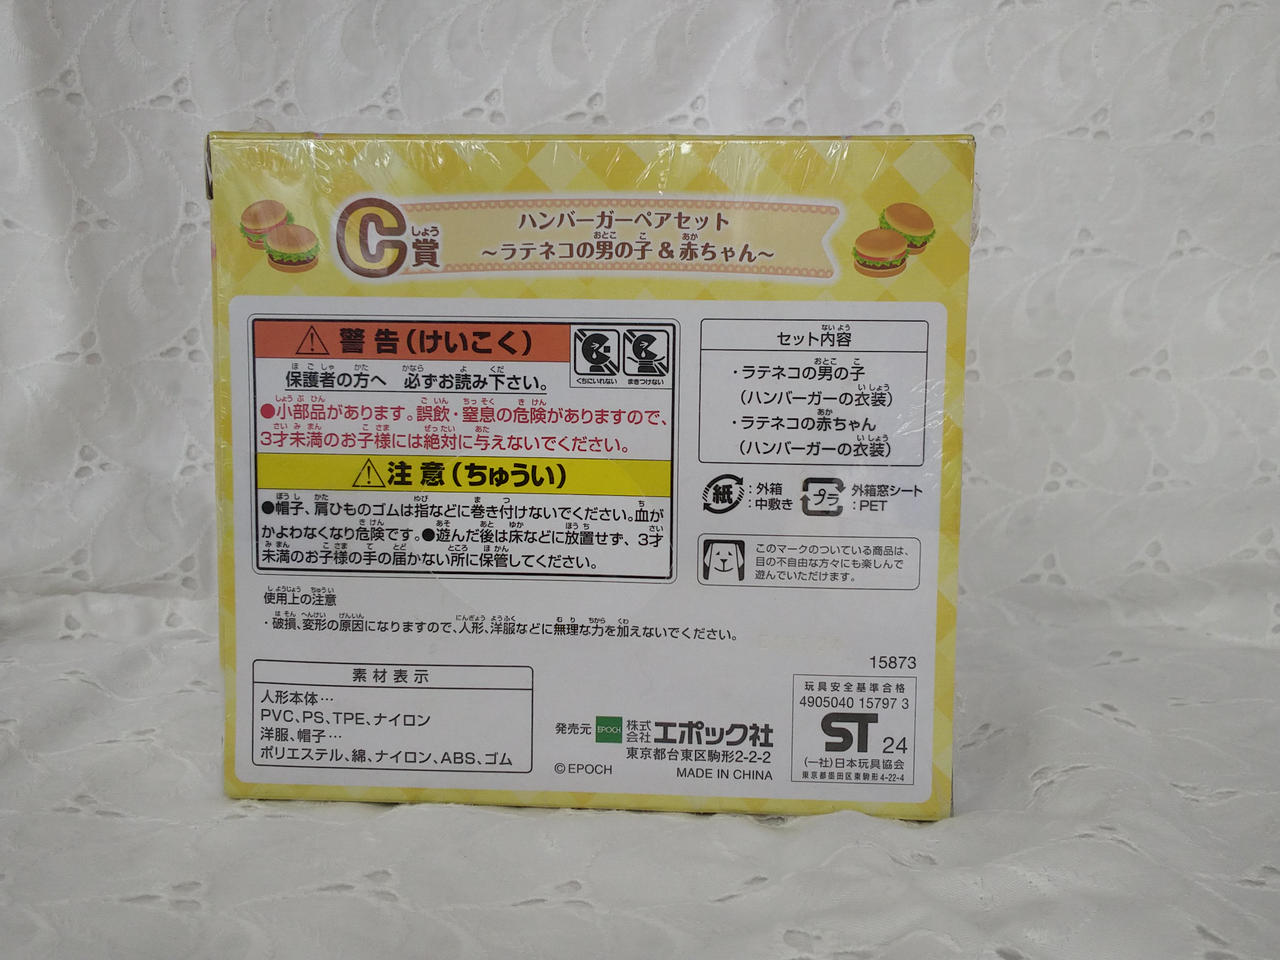 C賞
ハンバーガーペアセット
～ラテネコの男の子＆赤ちゃん～
警告(けいこく)
くちにいれない
まきつけない
保護者の方へ 必ずお読み下さい。
●小部品があります。誤飲・窒息の危険がありますので、
3才未満のお子様には絶対に与えないでください。
注意(ちゅうい)
●帽子、肩ひものゴムは指などに巻き付けないでください。血が
かよわなくなり危険です。●遊んだ後は床などに放置せず、3才
未満のお子様の手の届かない所に保管してください。
セット内容
・ラテネコの男の子
(ハンバーガーの衣装)
・ラテネコの赤ちゃん
(ハンバーガーの衣装)
紙：外箱
：中敷き
プラ 外箱窓シート
：PET
このマークのついている商品は、
目の不自由な方々にも楽しんで
遊んでいただけます。
使用上の注意
・破損、変形の原因になりますので、人形、洋服などに無理な力を加えないでください。
素材表示
人形本体…
PVC、PS、TPE、ナイロン
洋服、帽子…
ポリエステル、綿、ナイロン、ABS、ゴム
発売元 EPOCH 株式会社エポック社
東京都台東区駒形2-2-2
©EPOCH MADE IN CHINA
15873
玩具安全基準合格
4905040 15797 3
ST 24
(一社)日本玩具協会
東京都墨田区東駒形4-22-4